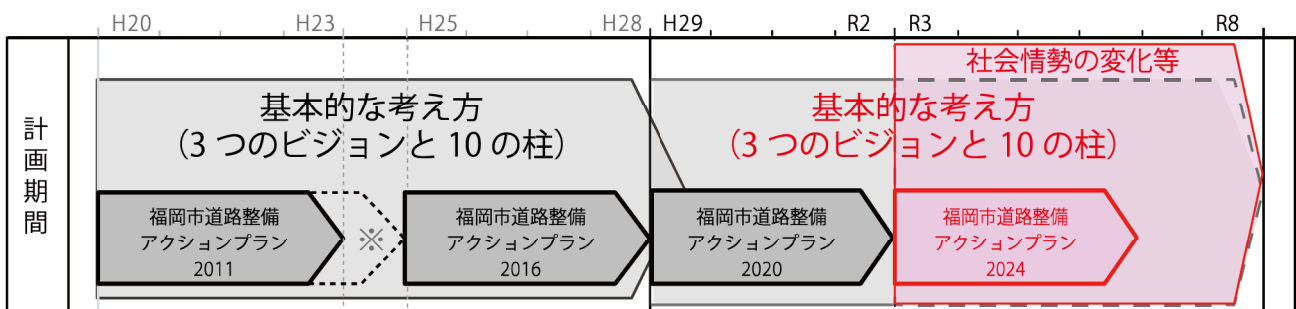 H20
H23
H25
H28
H29
R2
R3
R8
計画期間
社会情勢の変化等
基本的な考え方
（3 つのビジョンと 10 の柱）
基本的な考え方
（3 つのビジョンと 10 の柱）
福岡市道路整備
アクションプラン
2011
※
福岡市道路整備
アクションプラン
2016
福岡市道路整備
アクションプラン
2020
福岡市道路整備
アクションプラン
2024